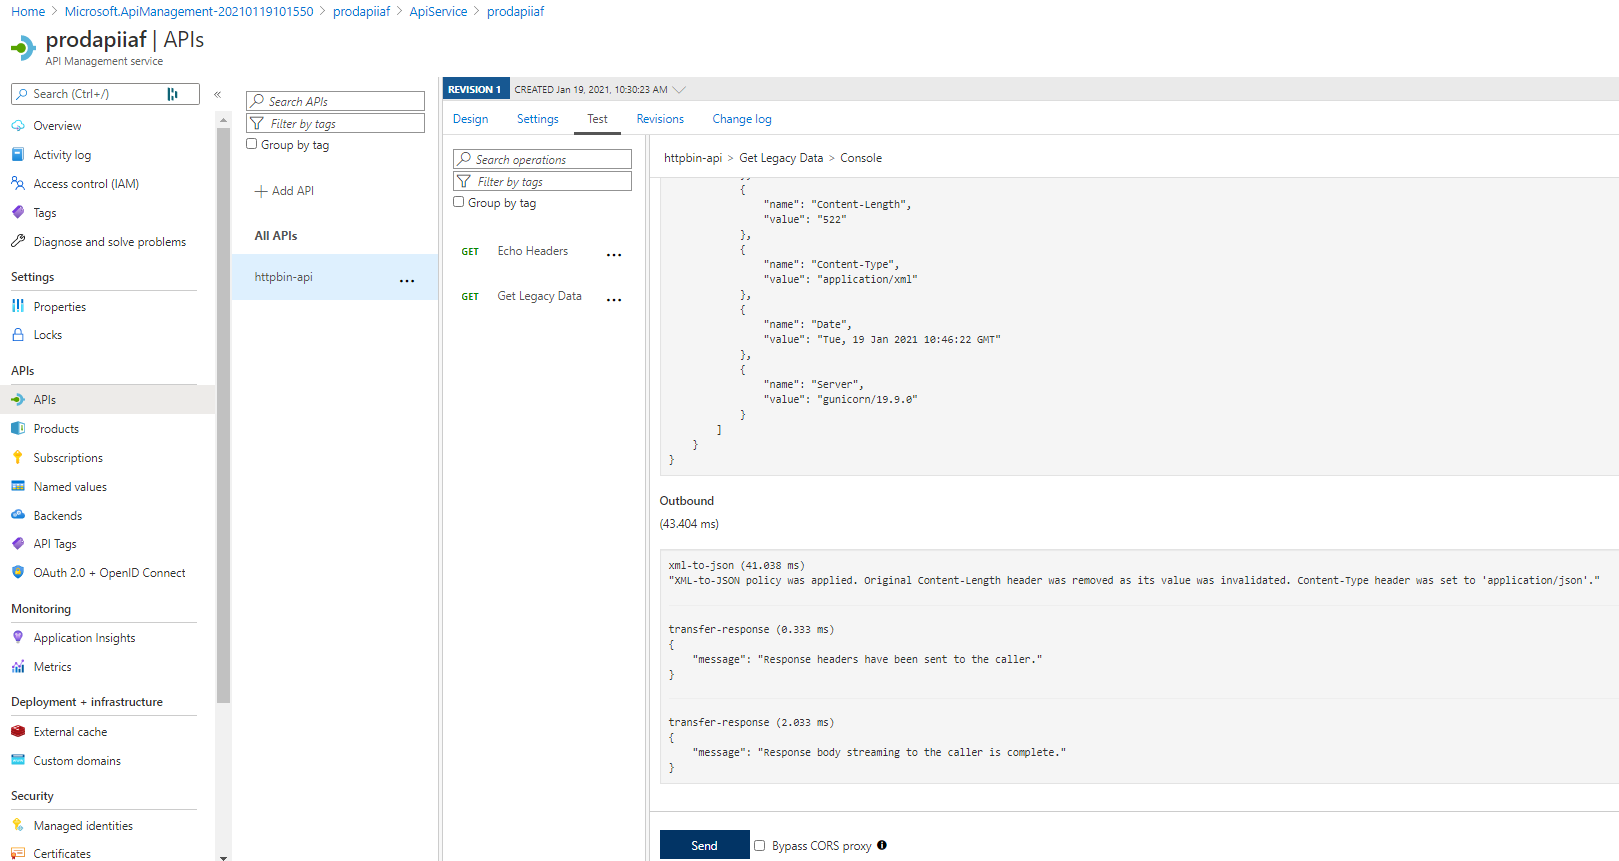 Home > Microsoft.ApiManagement-20210119101550 > prodapiiaf > ApiService > prodapiiaf
prodapiiaf | APIs
API Management service
Search (Ctrl+/)
«
Overview
Activity log
Access control (IAM)
Tags
Diagnose and solve problems
Settings
Properties
Locks
APIs
APIs
Products
Subscriptions
Named values
Backends
API Tags
OAuth 2.0 + OpenID Connect
Monitoring
Application Insights
Metrics
Deployment + infrastructure
External cache
Custom domains
Security
Managed identities
Certificates
Search APIs
Filter by tags
Group by tag
Add API
All APIs
httpbin-api ...
REVISION 1 CREATED Jan 19, 2021, 10:30:23 AM
Design Settings Test Revisions Change log
Search operations
Filter by tags
Group by tag
GET Echo Headers ...
GET Get Legacy Data ...
httpbin-api > Get Legacy Data > Console
},
{
"name": "Content-Length",
"value": "522"
},
{
"name": "Content-Type",
"value": "application/xml"
},
{
"name": "Date",
"value": "Tue, 19 Jan 2021 10:46:22 GMT"
},
{
"name": "Server",
"value": "gunicorn/19.9.0"
}
]
}
}
Outbound
(43.404 ms)
xml-to-json (41.038 ms)
"XML-to-JSON policy was applied. Original Content-Length header was removed as its value was invalidated. Content-Type header was set to 'application/json'."
transfer-response (0.333 ms)
{
"message": "Response headers have been sent to the caller."
}
transfer-response (2.033 ms)
{
"message": "Response body streaming to the caller is complete."
}
Send Bypass CORS proxy